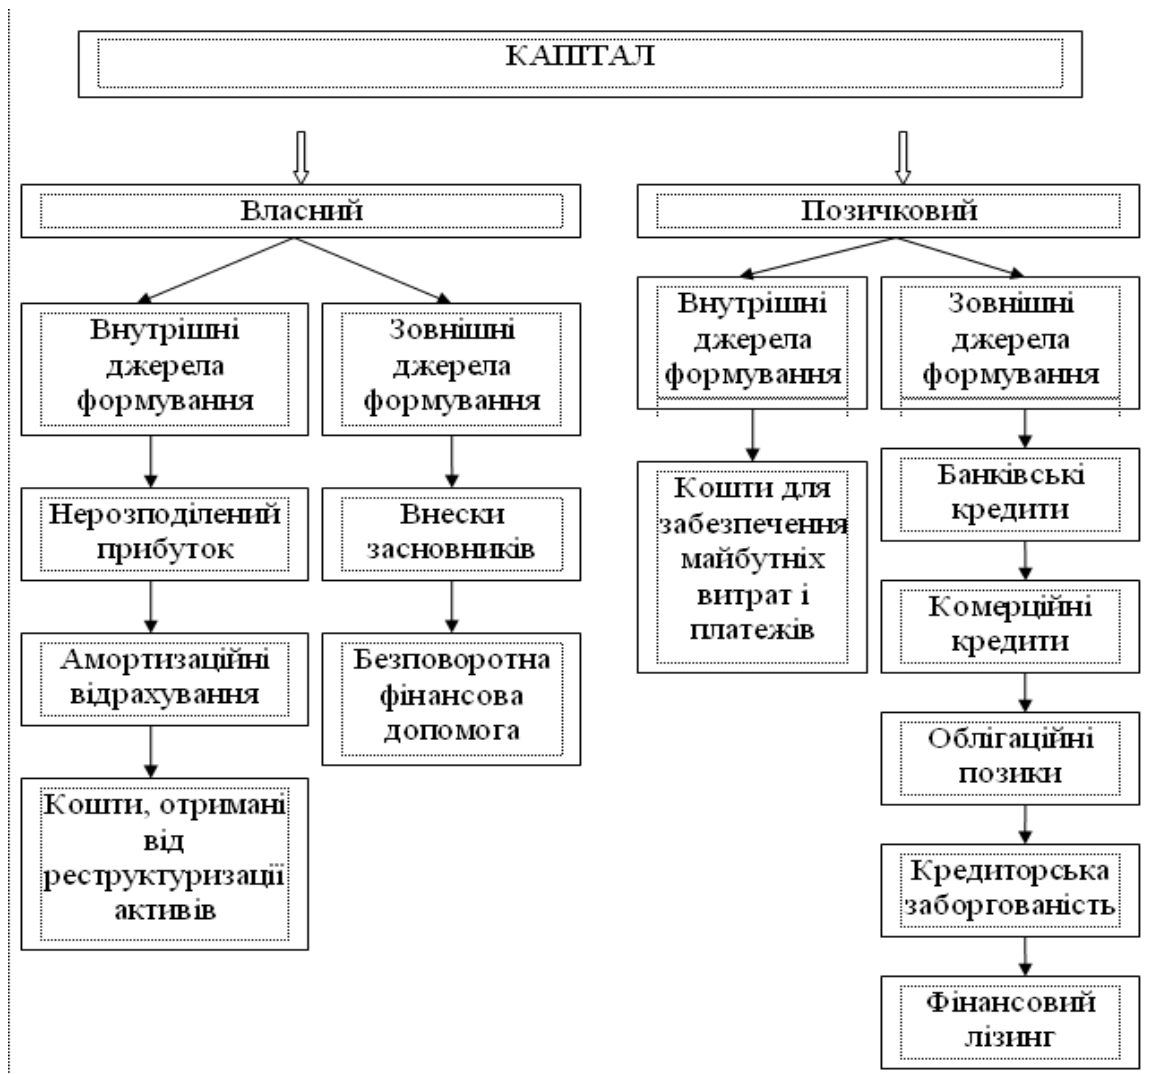 КАПІТАЛ
Власний
Позичковий
Внутрішні
джерела
формування
Зовнішні
джерела
формування
Внутрішні
джерела
формування
Зовнішні
джерела
формування
Нерозподілений
прибуток
Внески
засновників
Кошти для
забезпечення
майбутніх
витрат і
платежів
Банківські
кредити
Комерційні
кредити
Амортизаційні
відрахування
Безповоротна
фінансова
допомога
Облігаційні
позики
Кошти, отримані
від
реструктуризації
активів
Кредиторська
заборгованість
Фінансовий
лізинг